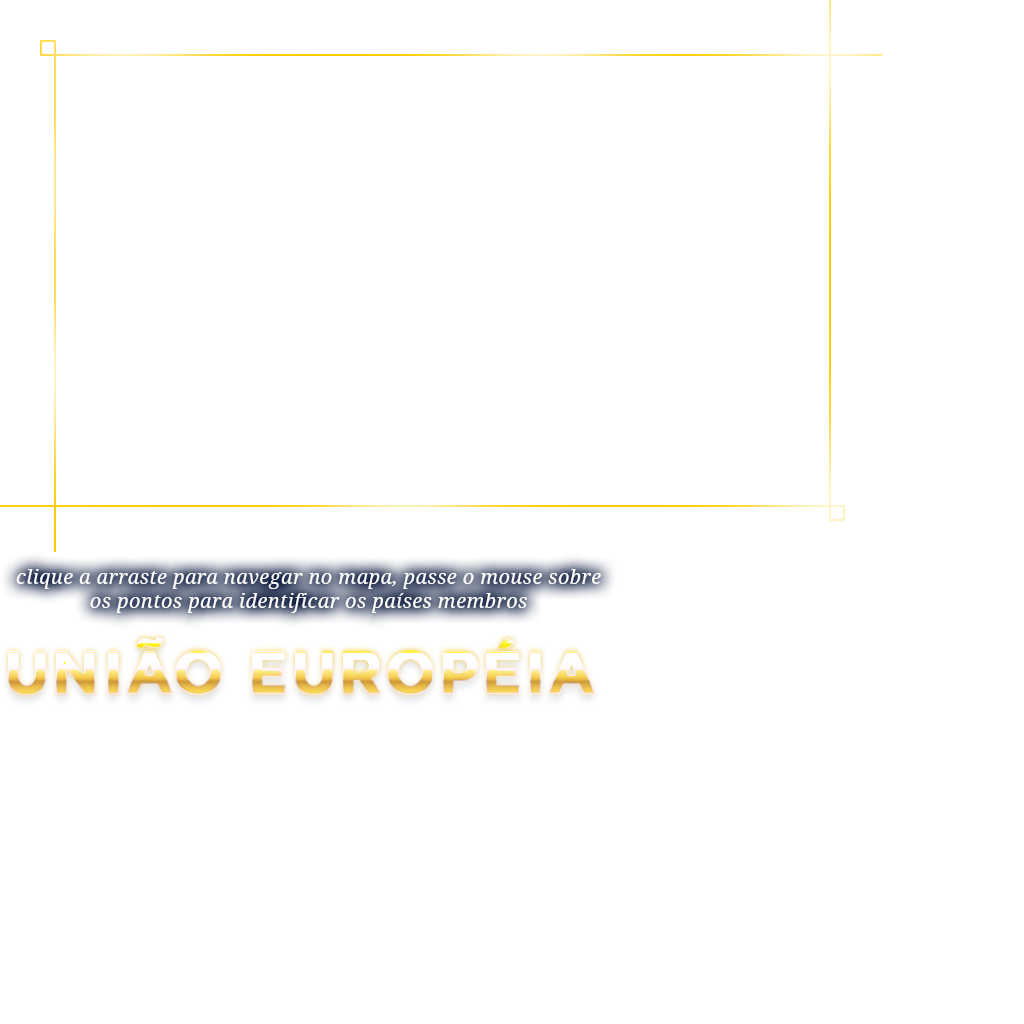 clique a arraste para navegar no mapa, passe o mouse sobre
os pontos para identificar os países membros
UNIÃO EUROPÉIA